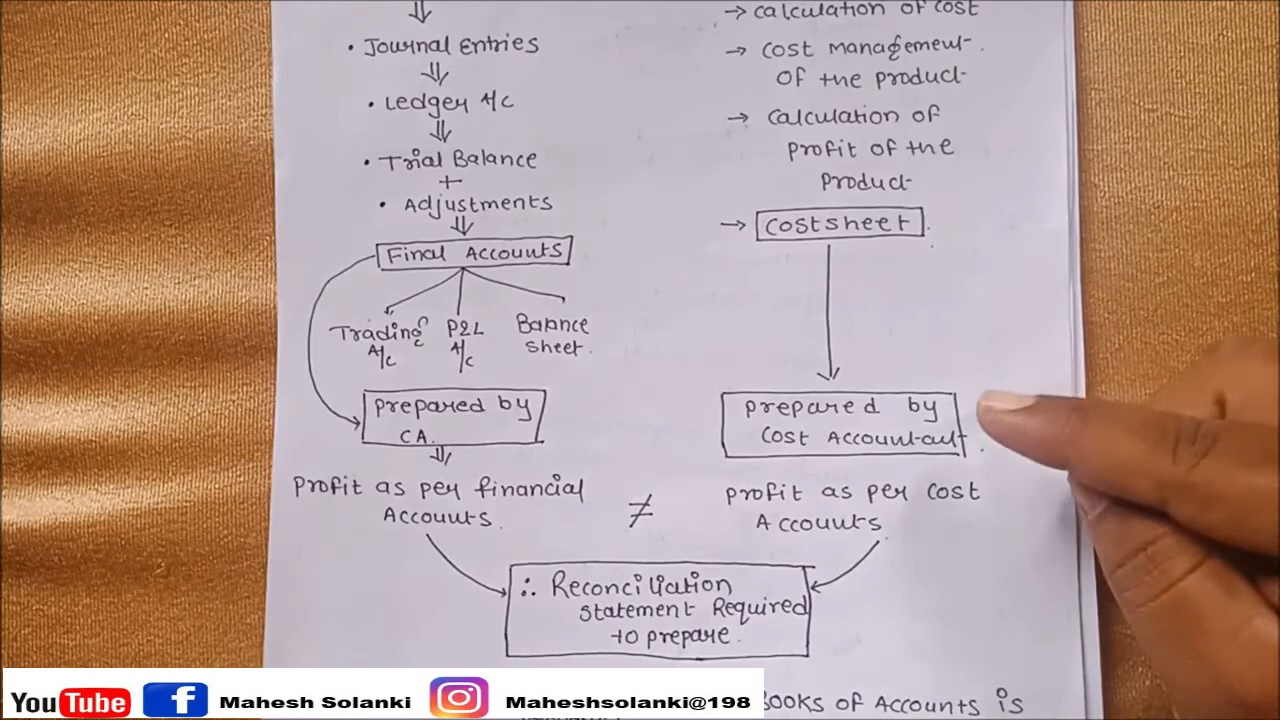 → calculation of cost
• Journal Entries
→ cost management
of the product
• Ledger A/c
→ calculation of
profit of the
product
• Trial Balance
+
• Adjustments
→ costsheet.
Final Accounts
Trading A/c
P&L A/c
Balance sheet.
prepared by
CA.
prepared by
cost Accountant.
profit as per financial
Accounts.
≠
profit as per cost
Accounts
∴ Reconciliation
statement Required
to prepare.
YouTube f Mahesh Solanki Maheshsolanki@198
Books of Accounts is